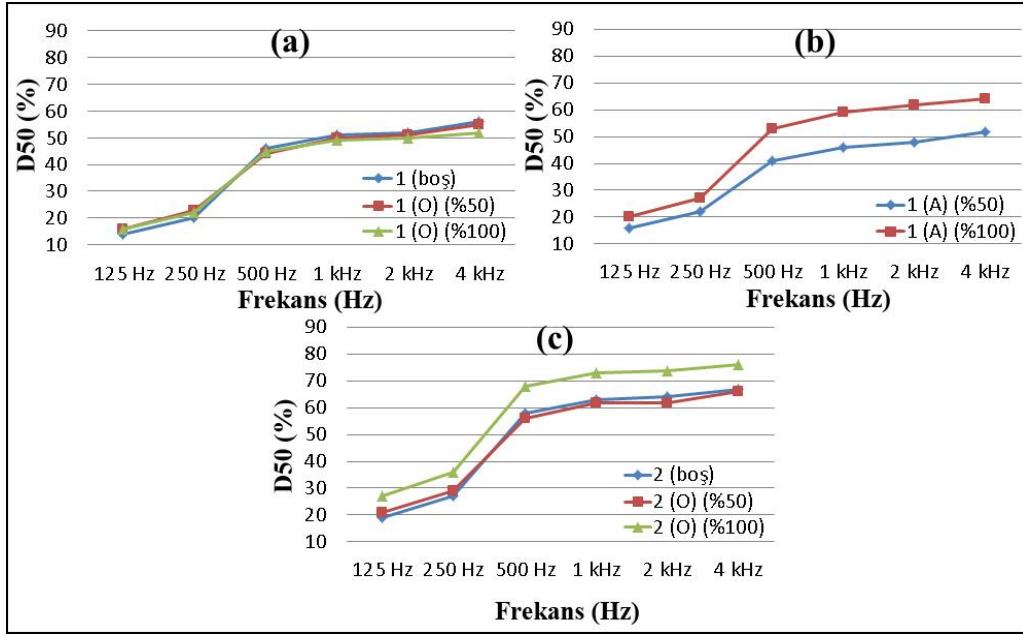 (a)
D50 (%)
90
80
70
60
50
40
30
20
10
1 (boş)
1 (O) (%50)
1 (O) (%100)
125 Hz 250 Hz 500 Hz 1 kHz 2 kHz 4 kHz
Frekans (Hz)
(b)
D50 (%)
90
80
70
60
50
40
30
20
10
1 (A) (%50)
1 (A) (%100)
125 Hz 250 Hz 500 Hz 1 kHz 2 kHz 4 kHz
Frekans (Hz)
(c)
D50 (%)
90
80
70
60
50
40
30
20
10
2 (boş)
2 (O) (%50)
2 (O) (%100)
125 Hz 250 Hz 500 Hz 1 kHz 2 kHz 4 kHz
Frekans (Hz)